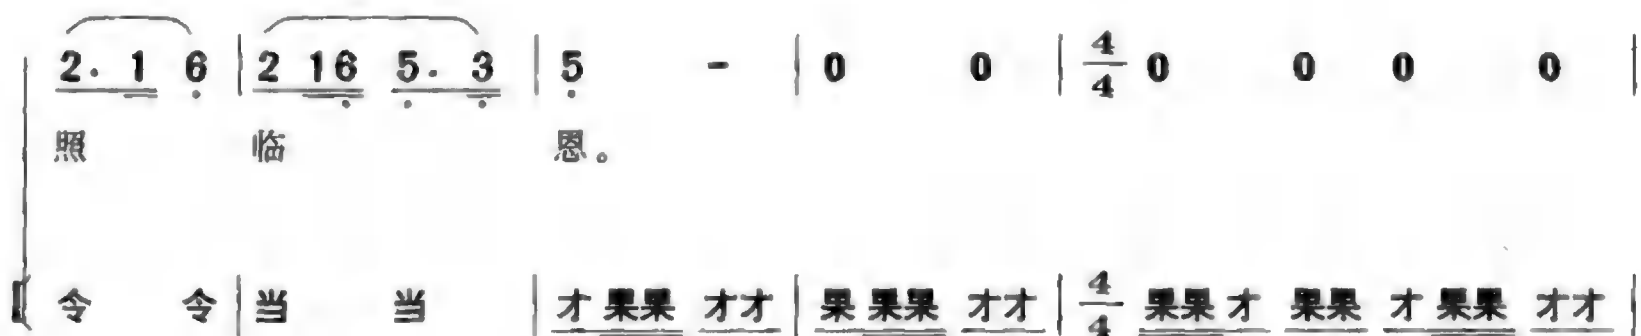 2. 1 6 | 2 16 5. 3 | 5 - | 0 0 | 4/4 0 0 0 0 |
照 临 恩。
令 令 | 当 当 | 才 果果 才才 | 果 果果 才才 | 4/4 果果 才 果果 才 果果 才才 |